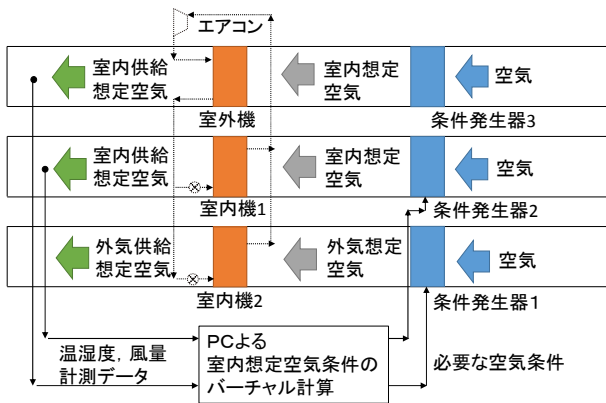 エアコン
室内供給
想定空気
室内想定
空気
空気
室外機
条件発生器3
室内供給
想定空気
室内想定
空気
空気
室内機1
条件発生器2
外気供給
想定空気
外気想定
空気
空気
室内機2
条件発生器1
温湿度，風量
計測データ
PCよる
室内想定空気条件の
バーチャル計算
必要な空気条件